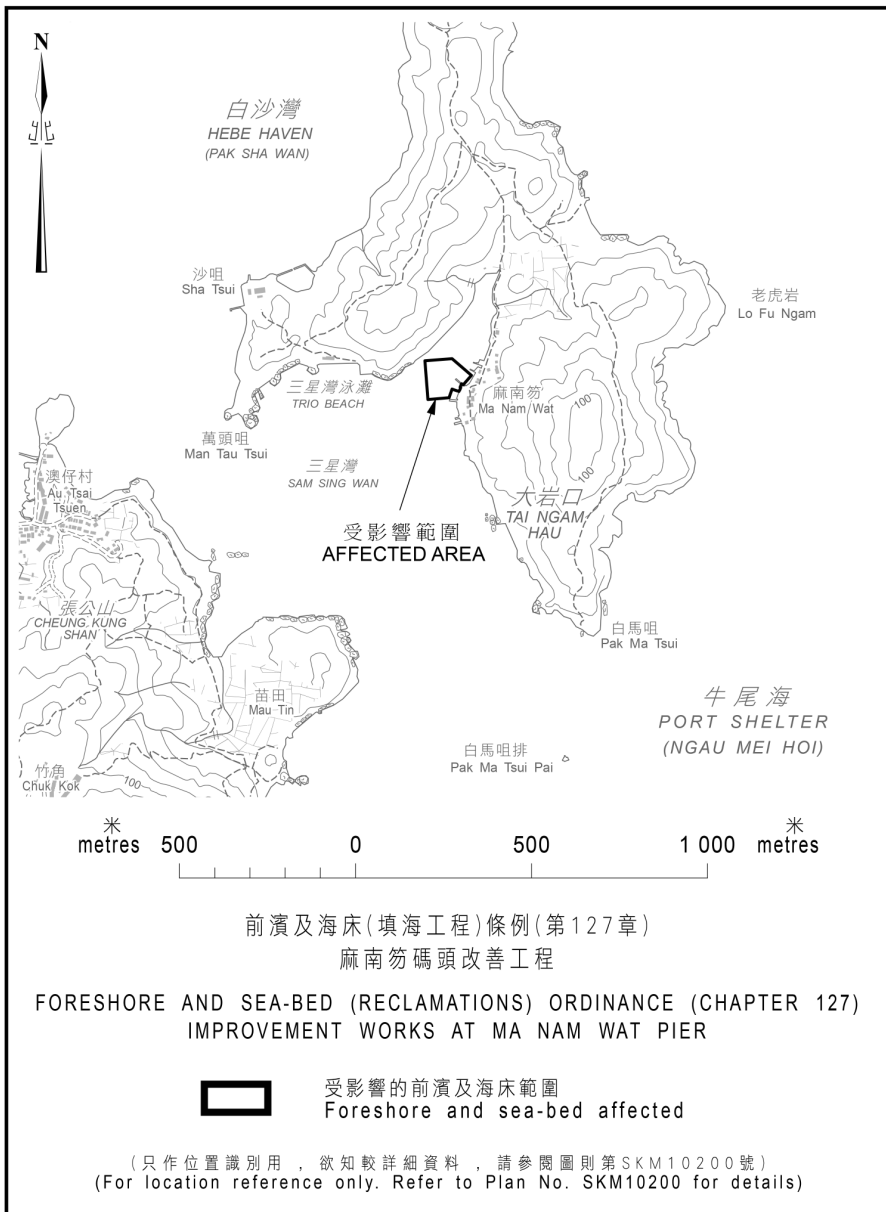 N
北
白沙灣
HEBE HAVEN
(PAK SHA WAN)
沙咀
Sha Tsui
老虎岩
Lo Fu Ngam
三星灣泳灘
TRIO BEACH
麻南笏
Ma Nam Wat
100
100
萬頭咀
Man Tau Tsui
三星灣
SAM SING WAN
澳仔村
Au Tsai
Tsuen
大岩口
TAI NGAM
HAU
受影響範圍
AFFECTED AREA
張公山
CHEUNG KUNG
SHAN
白馬咀
Pak Ma Tsui
苗田
Mau Tin
牛尾海
PORT SHELTER
(NGAU MEI HOI)
白馬咀排
Pak Ma Tsui Pai
竹角
Chuk Kok
100
米 米
metres 500 0 500 1 000 metres
前濱及海床(填海工程)條例(第127章)
麻南笏碼頭改善工程
FORESHORE AND SEA-BED (RECLAMATIONS) ORDINANCE (CHAPTER 127)
IMPROVEMENT WORKS AT MA NAM WAT PIER
受影響的前濱及海床範圍
Foreshore and sea-bed affected
(只作位置識別用 , 欲知較詳細資料 , 請參閱圖則第SKM10200號)
(For location reference only. Refer to Plan No. SKM10200 for details)